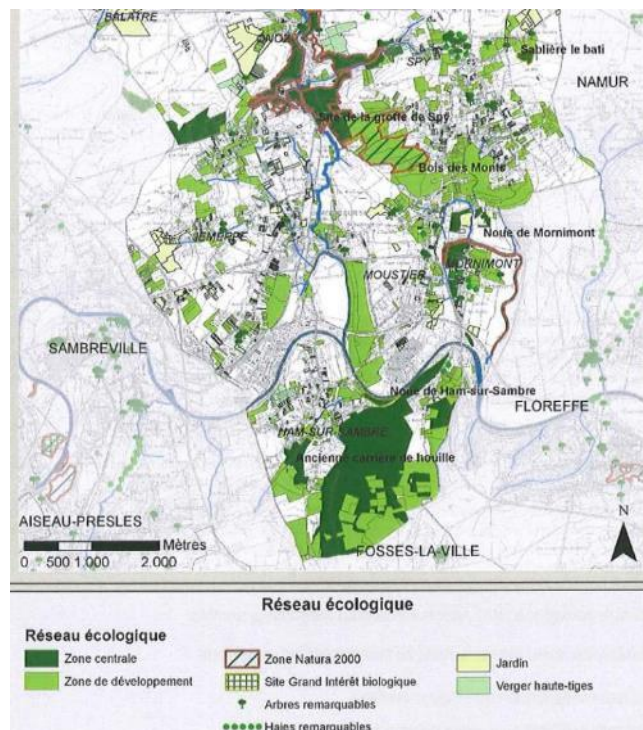 BALATRE
SPY
Sablière le bati
NAMUR
Site de la grotte de Spy
Bois des Monts
JEMEPPE
Noue de Mornimont
MOUSTIER
MORNIMONT
SAMBREVILLE
Noue de Ham-sur-Sambre
FLOREFFE
HAM-SUR-SAMBRE
Ancienne carrière de houille
AISEAU-PRESLES
N
Mètres
0 500 1 000 2.000
FOSSES-LA-VILLE
Réseau écologique
Réseau écologique
Zone centrale
Zone Natura 2000
Jardin
Zone de développement
Site Grand Intérêt biologique
Verger haute-tiges
Arbres remarquables
Haies remarquables